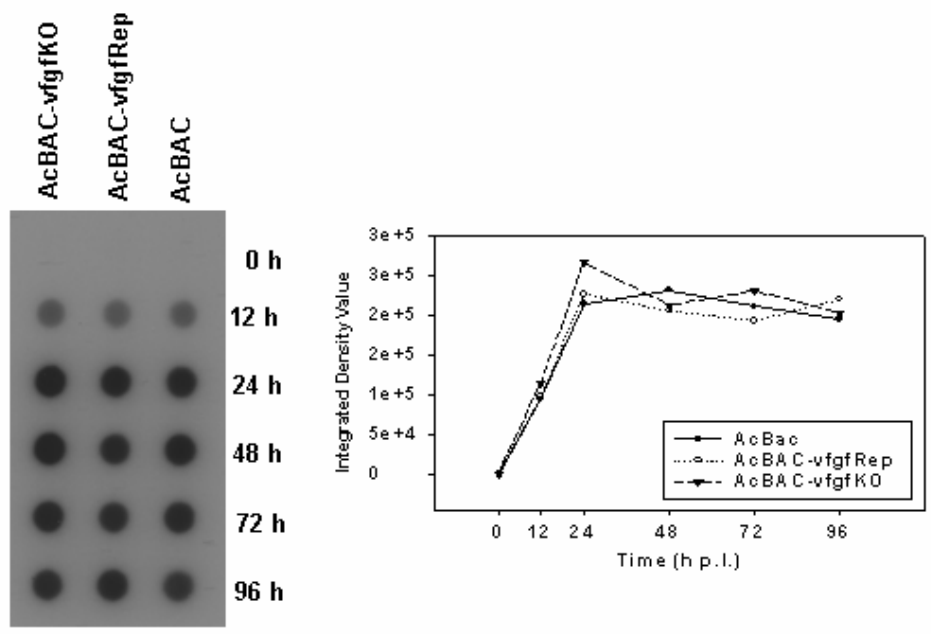 AcBAC-vfgfKO
AcBAC-vfgfRep
AcBAC
0 h
12 h
24 h
48 h
72 h
96 h
Integrated Density Value
3e+5
3e+5
2e+5
2e+5
1e+5
5e+4
0
0 12 24 48 72 96
Time (h p.I.)
AcBac
AcBAC-vfgfRep
AcBAC-vfgfKO